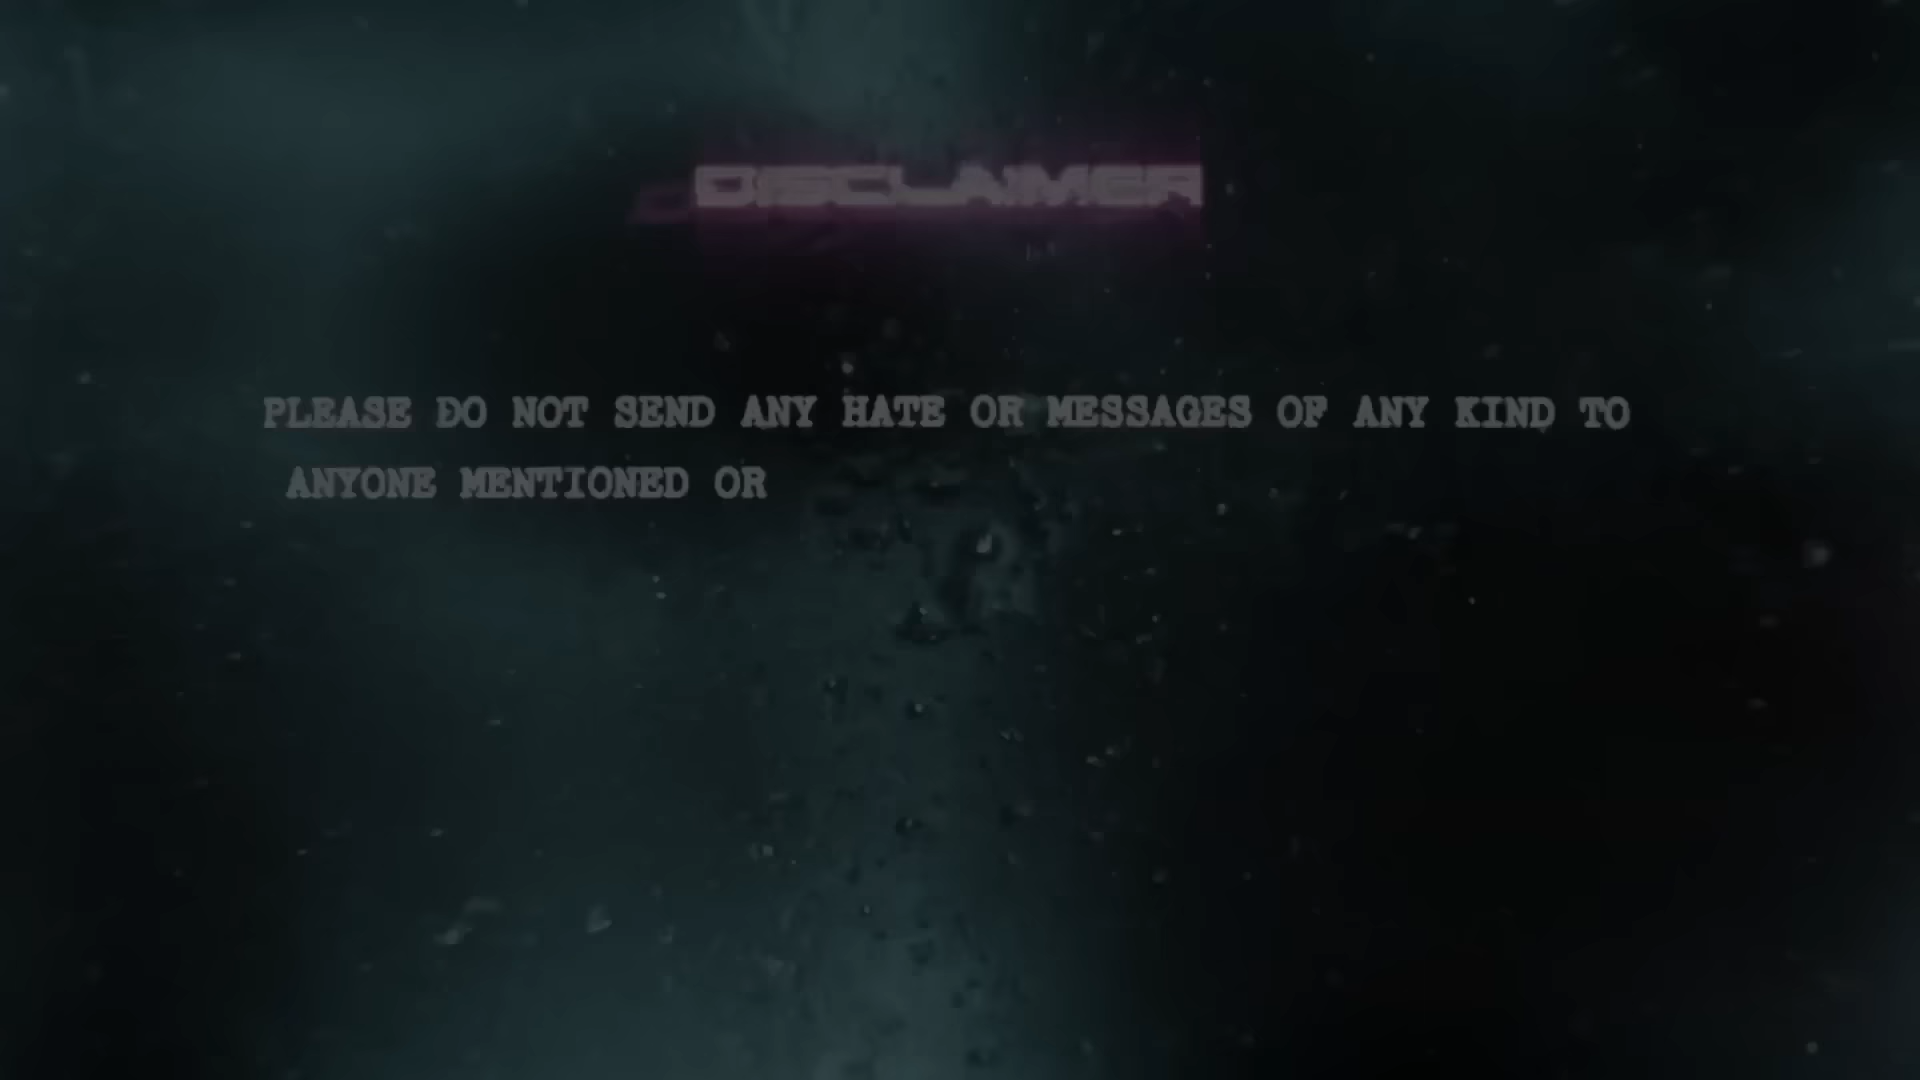 DISCLAIMER
PLEASE DO NOT SEND ANY HATE OR MESSAGES OF ANY KIND TO
ANYONE MENTIONED OR